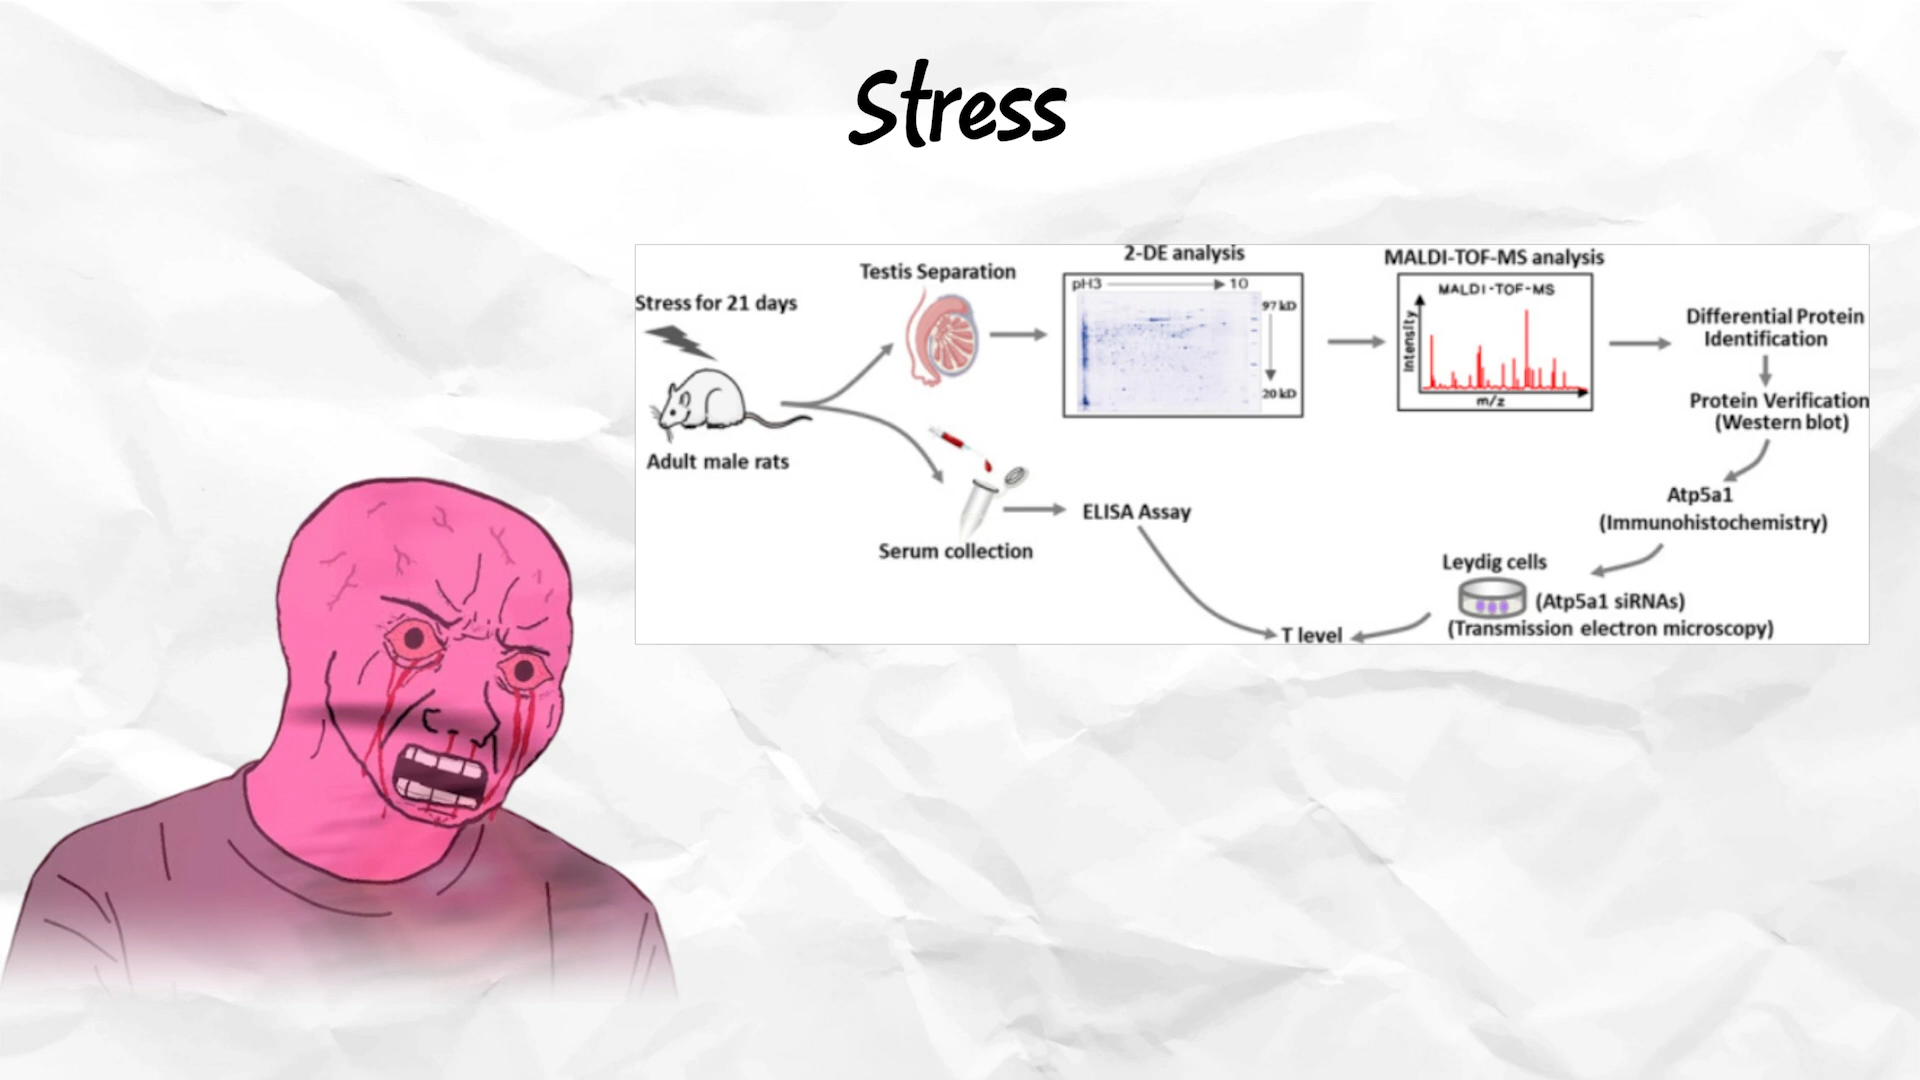 Stress
Stress for 21 days
Adult male rats
Testis Separation
2-DE analysis
pH3
10
97 kD
20 kD
MALDI-TOF-MS analysis
MALDI-TOF-MS
Intensity
m/z
Differential Protein
Identification
Protein Verification
(Western blot)
Atp5a1
(Immunohistochemistry)
Leydig cells
(Atp5a1 siRNAs)
(Transmission electron microscopy)
Serum collection
ELISA Assay
T level